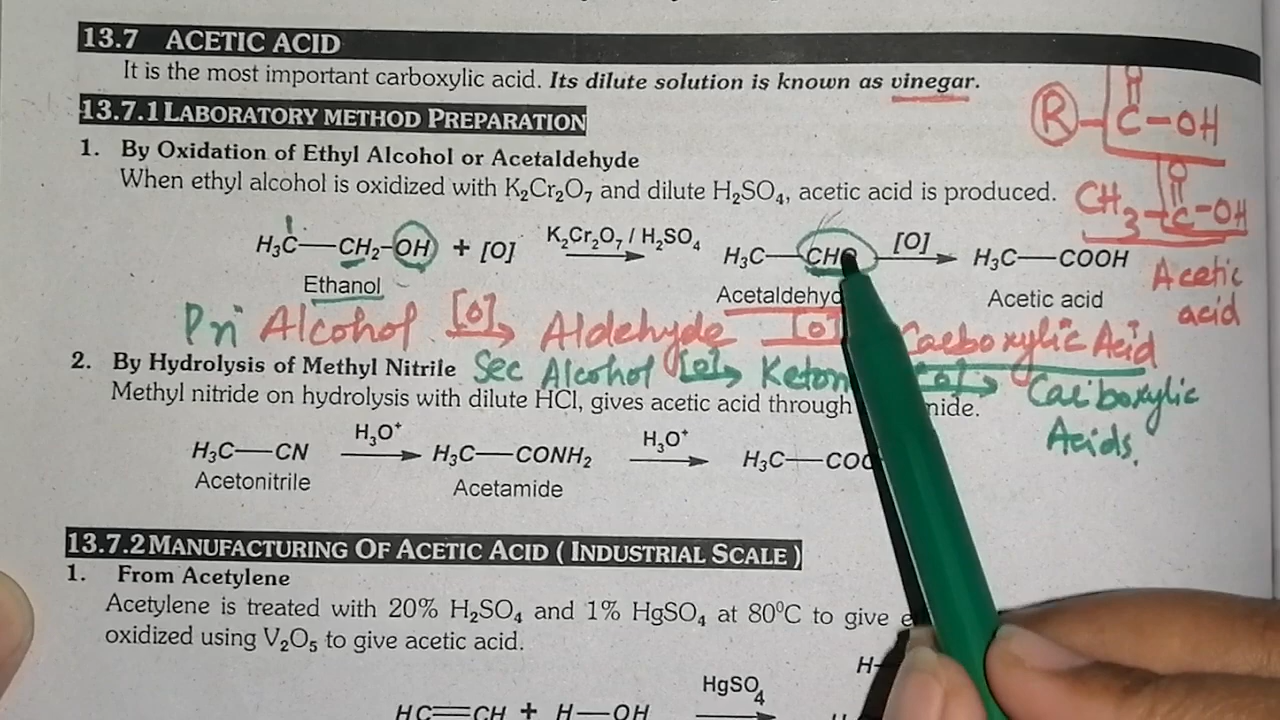 13.7 ACETIC ACID
It is the most important carboxylic acid. Its dilute solution is known as vinegar.
13.7.1 LABORATORY METHOD PREPARATION
1. By Oxidation of Ethyl Alcohol or Acetaldehyde
When ethyl alcohol is oxidized with K₂Cr₂O₇ and dilute H₂SO₄, acetic acid is produced.
R-C-OH
CH₃-C-OH
Acetic acid
H₃C—CH₂-OH + [O] K₂Cr₂O₇ / H₂SO₄ H₃C—CHO [O] H₃C—COOH
Ethanol Acetaldehyd Acetic acid
Pri Alcohol [O] Aldehyde [O] Carboxylic Acid
2. By Hydrolysis of Methyl Nitrile
Sec Alcohol [O] Keton [O] Carboxylic Acids.
Methyl nitride on hydrolysis with dilute HCl, gives acetic acid through mide.
H₃C—CN H₃O⁺ H₃C—CONH₂ H₃O⁺ H₃C—COO
Acetonitrile Acetamide
13.7.2 MANUFACTURING OF ACETIC ACID ( INDUSTRIAL SCALE )
1. From Acetylene
Acetylene is treated with 20% H₂SO₄ and 1% HgSO₄ at 80⁰C to give e
oxidized using V₂O₅ to give acetic acid.
H-
HC≡CH + H—OH HgSO₄